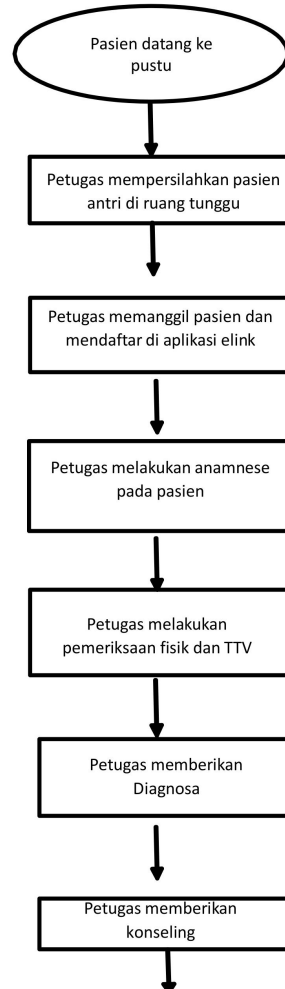 Pasien datang ke
pustu
Petugas mempersilahkan pasien
antri di ruang tunggu
Petugas memanggil pasien dan
mendaftar di aplikasi elink
Petugas melakukan anamnese
pada pasien
Petugas melakukan
pemeriksaan fisik dan TTV
Petugas memberikan
Diagnosa
Petugas memberikan
konseling